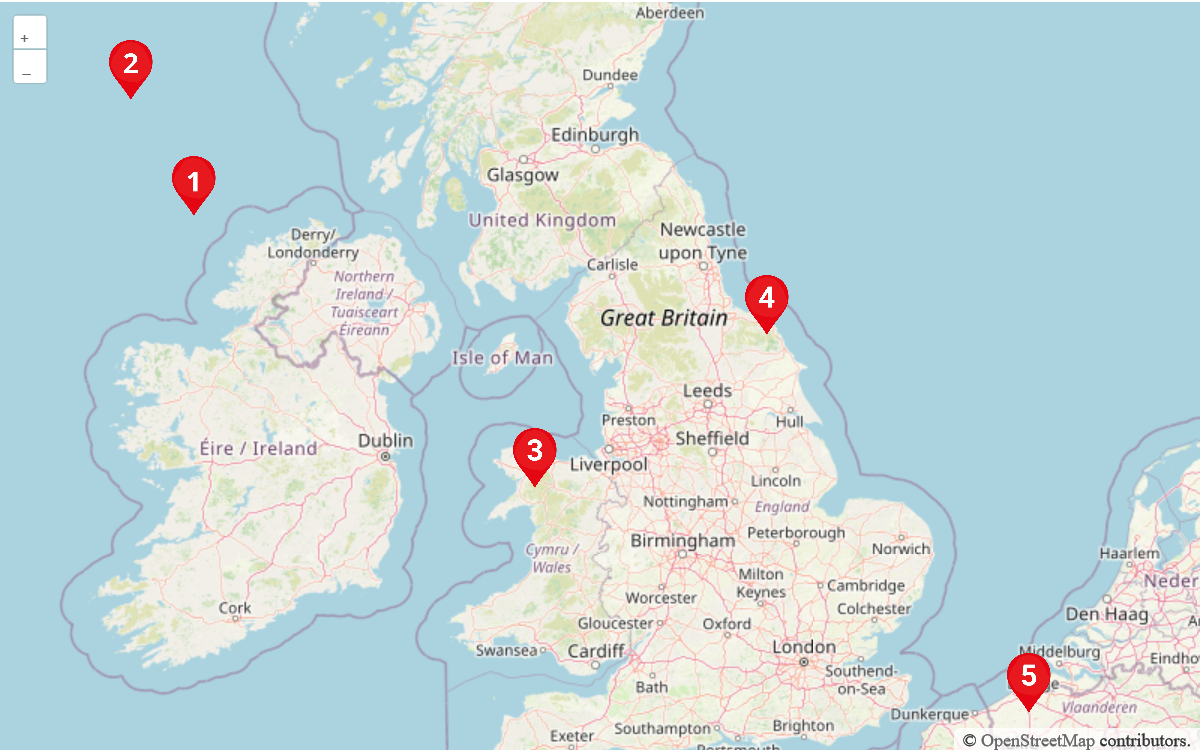 +
–
Aberdeen
2
Dundee
Edinburgh
Glasgow
1
United Kingdom
Derry/
Londonderry
Newcastle
upon Tyne
Carlisle
Northern
Ireland /
Tuaisceart
Éireann
4
Great Britain
Isle of Man
Leeds
Preston
Hull
Éire / Ireland
Dublin
3
Sheffield
Liverpool
Lincoln
Nottingham
England
Peterborough
Birmingham
Norwich
Cymru /
Wales
Haarlem
Neder
Milton
Keynes
Cambridge
Worcester
Colchester
Cork
Den Haag
Gloucester
Oxford
Swansea
Cardiff
London
Middelburg
Eindho
Southend-
on-Sea
5
ge
Bath
Vlaanderen
Dunkerque
Southampton
Brighton
Exeter
Portsmouth
© OpenStreetMap contributors.